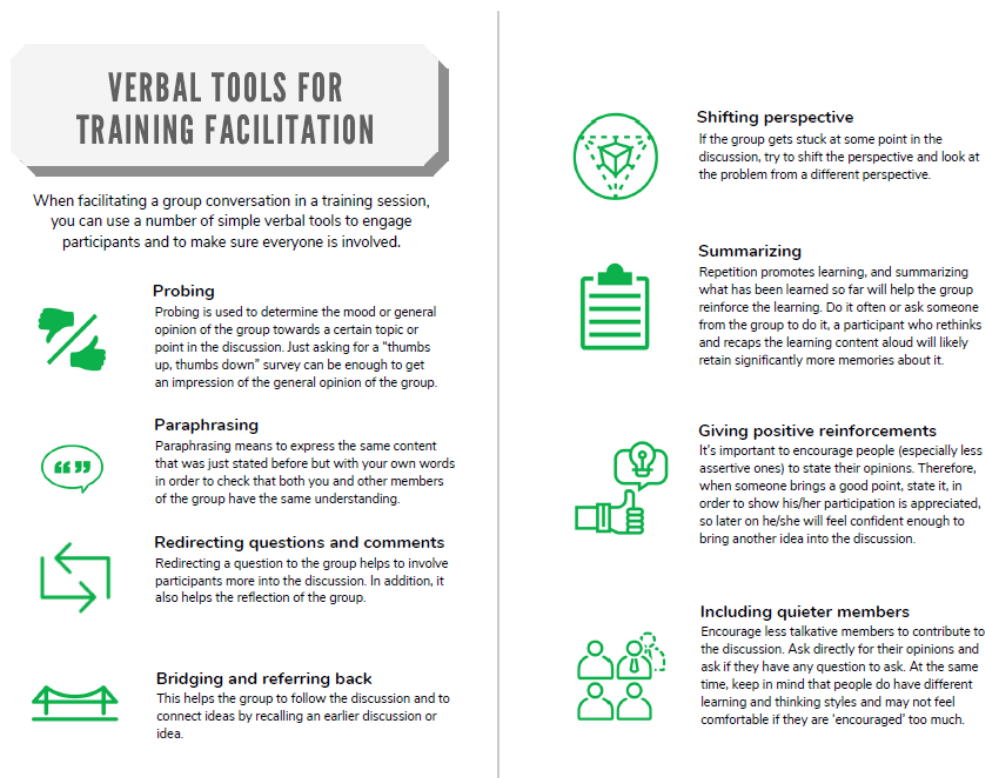 VERBAL TOOLS FOR
TRAINING FACILITATION
When facilitating a group conversation in a training session,
you can use a number of simple verbal tools to engage
participants and to make sure everyone is involved.
Probing
Probing is used to determine the mood or general
opinion of the group towards a certain topic or
point in the discussion. Just asking for a "thumbs
up, thumbs down" survey can be enough to get
an impression of the general opinion of the group.
Paraphrasing
Paraphrasing means to express the same content
that was just stated before but with your own words
in order to check that both you and other members
of the group have the same understanding.
Redirecting questions and comments
Redirecting a question to the group helps to involve
participants more into the discussion. In addition, it
also helps the reflection of the group.
Bridging and referring back
This helps the group to follow the discussion and to
connect ideas by recalling an earlier discussion or
idea.
Shifting perspective
If the group gets stuck at some point in the
discussion, try to shift the perspective and look at
the problem from a different perspective.
Summarizing
Repetition promotes learning, and summarizing
what has been learned so far will help the group
reinforce the learning. Do it often or ask someone
from the group to do it, a participant who rethinks
and recaps the learning content aloud will likely
retain significantly more memories about it.
Giving positive reinforcements
It's important to encourage people (especially less
assertive ones) to state their opinions. Therefore,
when someone brings a good point, state it, in
order to show his/her participation is appreciated,
so later on he/she will feel confident enough to
bring another idea into the discussion.
Including quieter members
Encourage less talkative members to contribute to
the discussion. Ask directly for their opinions and
ask if they have any question to ask. At the same
time, keep in mind that people do have different
learning and thinking styles and may not feel
comfortable if they are 'encouraged' too much.